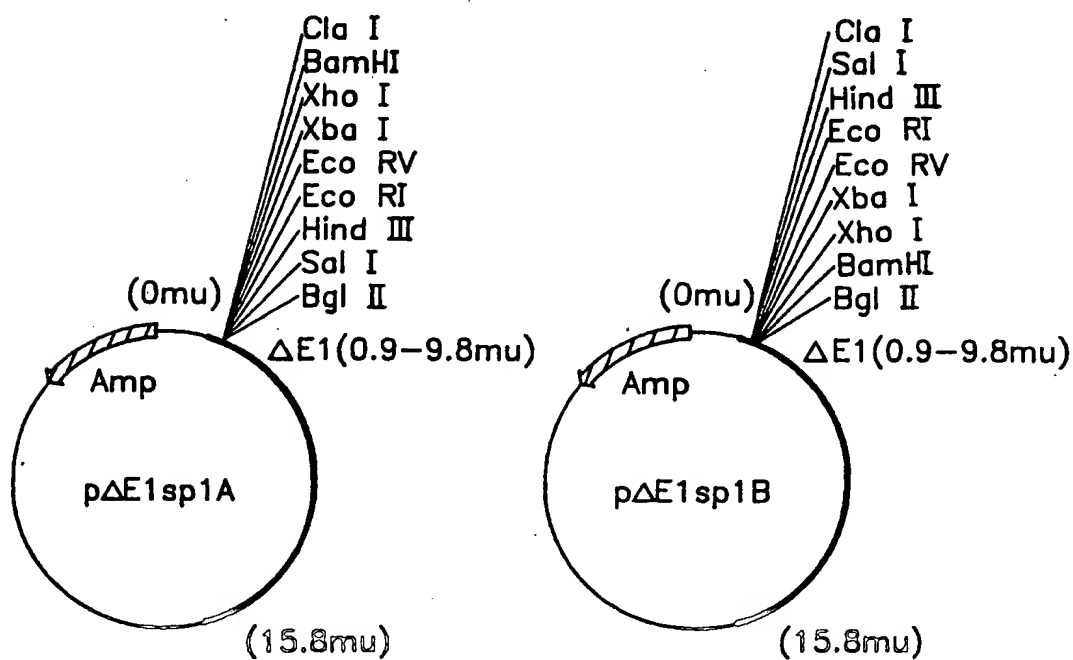 Cla I
BamHI
Xho I
Xba I
Eco RV
Eco RI
Hind III
Sal I
Bgl II
(0mu)
ΔE1(0.9-9.8mu)
Amp
pΔE1sp1A
(15.8mu)
Cla I
Sal I
Hind III
Eco RI
Eco RV
Xba I
Xho I
BamHI
Bgl II
(0mu)
ΔE1(0.9-9.8mu)
Amp
pΔE1sp1B
(15.8mu)